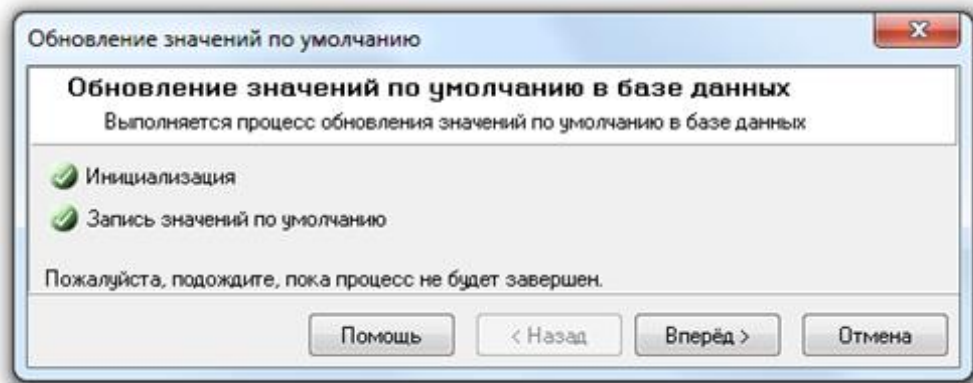 Обновление значений по умолчанию
Обновление значений по умолчанию в базе данных
Выполняется процесс обновления значений по умолчанию в базе данных
Инициализация
Запись значений по умолчанию
Пожалуйста, подождите, пока процесс не будет завершен.
Помощь < Назад Вперёд > Отмена